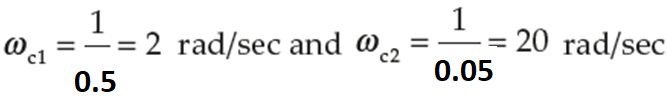 ω_c1 = 1/0.5 = 2 rad/sec and ω_c2 = 1/0.05 = 20 rad/sec